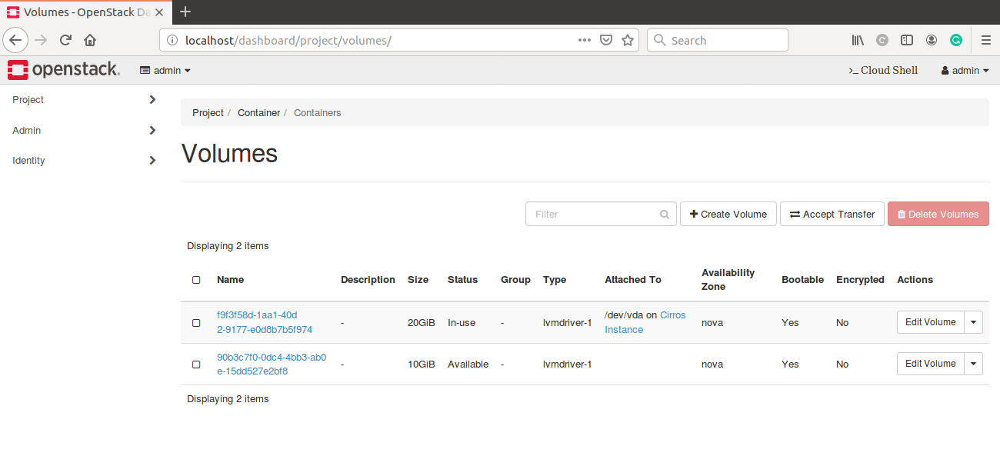 Volumes - OpenStack Da
localhost/dashboard/project/volumes/
Search
openstack.
admin
>_ Cloud Shell
admin
Project
Admin
Identity
Project / Container / Containers
Volumes
Filter
Create Volume
Accept Transfer
Delete Volumes
Displaying 2 items
Name Description Size Status Group Type Attached To Availability Zone Bootable Encrypted Actions
f9f3f58d-1aa1-40d
2-9177-e0d8b7b5f974
-
20GiB
In-use
-
lvmdriver-1
/dev/vda on Cirros
Instance
nova
Yes
No
Edit Volume
90b3c7f0-0dc4-4bb3-ab0
e-15dd527e2bf8
-
10GiB
Available
-
lvmdriver-1
nova
Yes
No
Edit Volume
Displaying 2 items